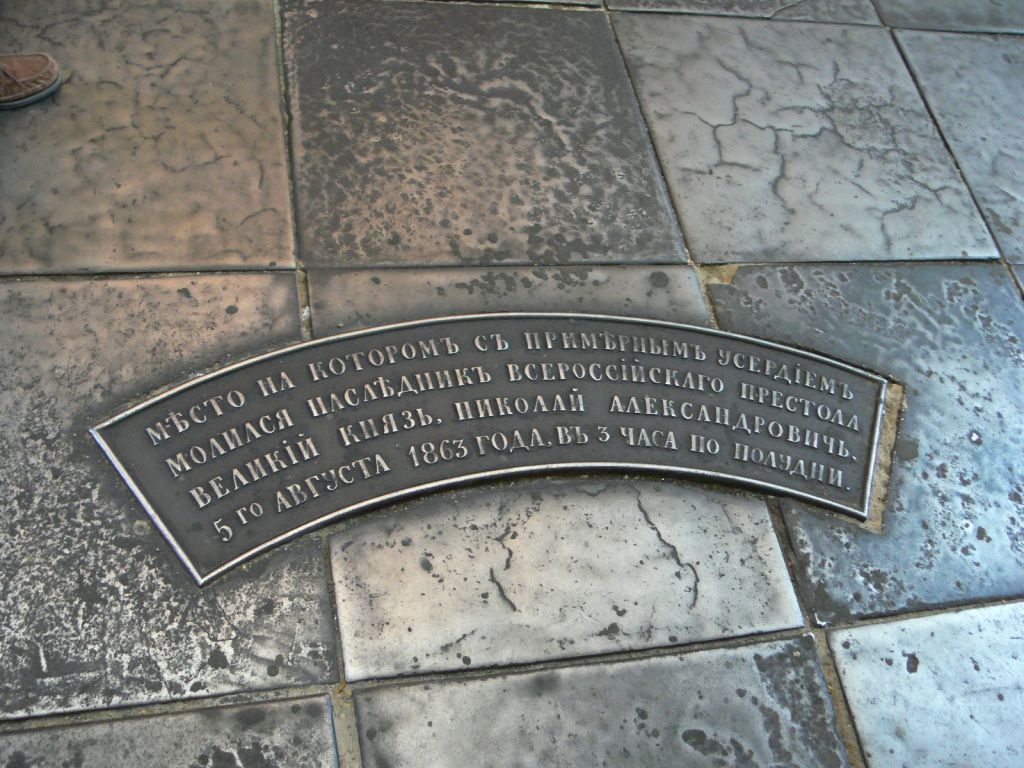 МѢСТО НА КОТОРОМЪ СЪ ПРИМѢРНЫМЪ УСЕРДІЕМЪ
МОЛИЛСЯ НАСЛѢДНИКЪ ВСЕРОССІЙСКАГО ПРЕСТОЛА
ВЕЛИКІЙ КНЯЗЬ, НИКОЛАЙ АЛЕКСАНДРОВИЧЬ,
5 ГО АВГУСТА 1863 ГОДА, ВЪ 3 ЧАСА ПО ПОЛУДНИ.